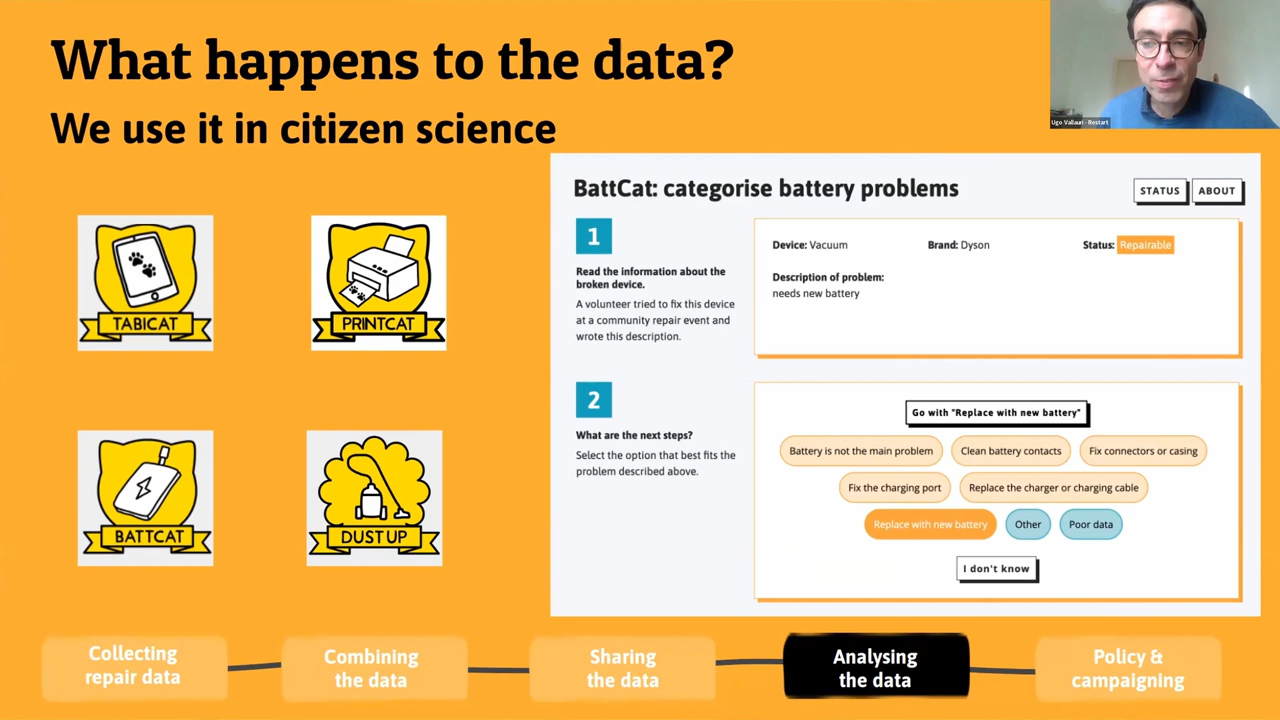 What happens to the data?
We use it in citizen science
Ugo Vallauri - Restart
TABICAT
PRINTCAT
BATTCAT
DUST UP
BattCat: categorise battery problems
STATUS
ABOUT
1
Read the information about the
broken device.
A volunteer tried to fix this device
at a community repair event and
wrote this description.
Device: Vacuum
Brand: Dyson
Status: Repairable
Description of problem:
needs new battery
2
What are the next steps?
Select the option that best fits the
problem described above.
Go with "Replace with new battery"
Battery is not the main problem
Clean battery contacts
Fix connectors or casing
Fix the charging port
Replace the charger or charging cable
Replace with new battery
Other
Poor data
I don't know
Collecting
repair data
Combining
the data
Sharing
the data
Analysing
the data
Policy &
campaigning